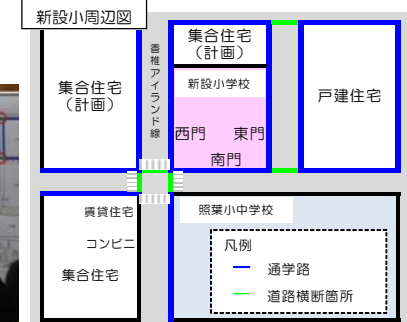 新設小周辺図
集合住宅
（計画）
香椎アイランド線
集合住宅
（計画）
新設小学校
西門 東門
南門
戸建住宅
賃貸住宅
コンビニ
集合住宅
照葉小中学校
凡例
通学路
道路横断箇所